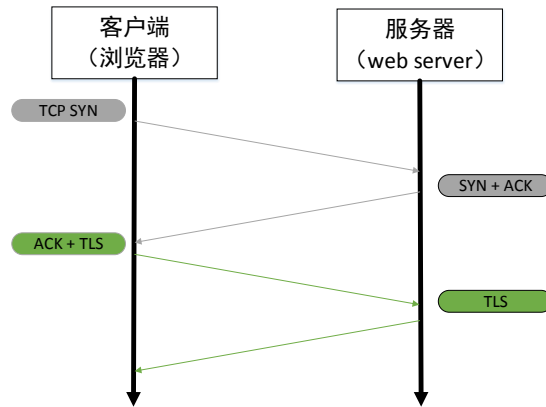 客户端
（浏览器）
服务器
（web server）
TCP SYN
SYN + ACK
ACK + TLS
TLS